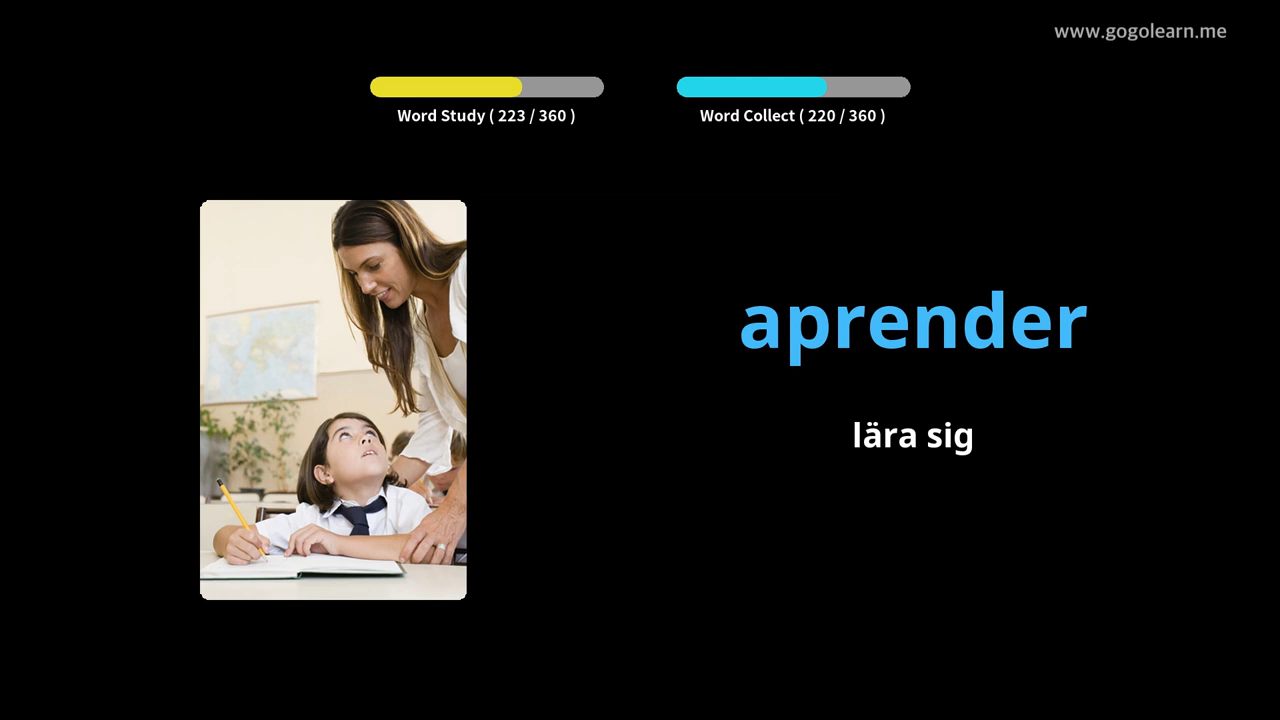 www.gogolearn.me
Word Study ( 223 / 360 )
Word Collect ( 220 / 360 )
aprender
lära sig